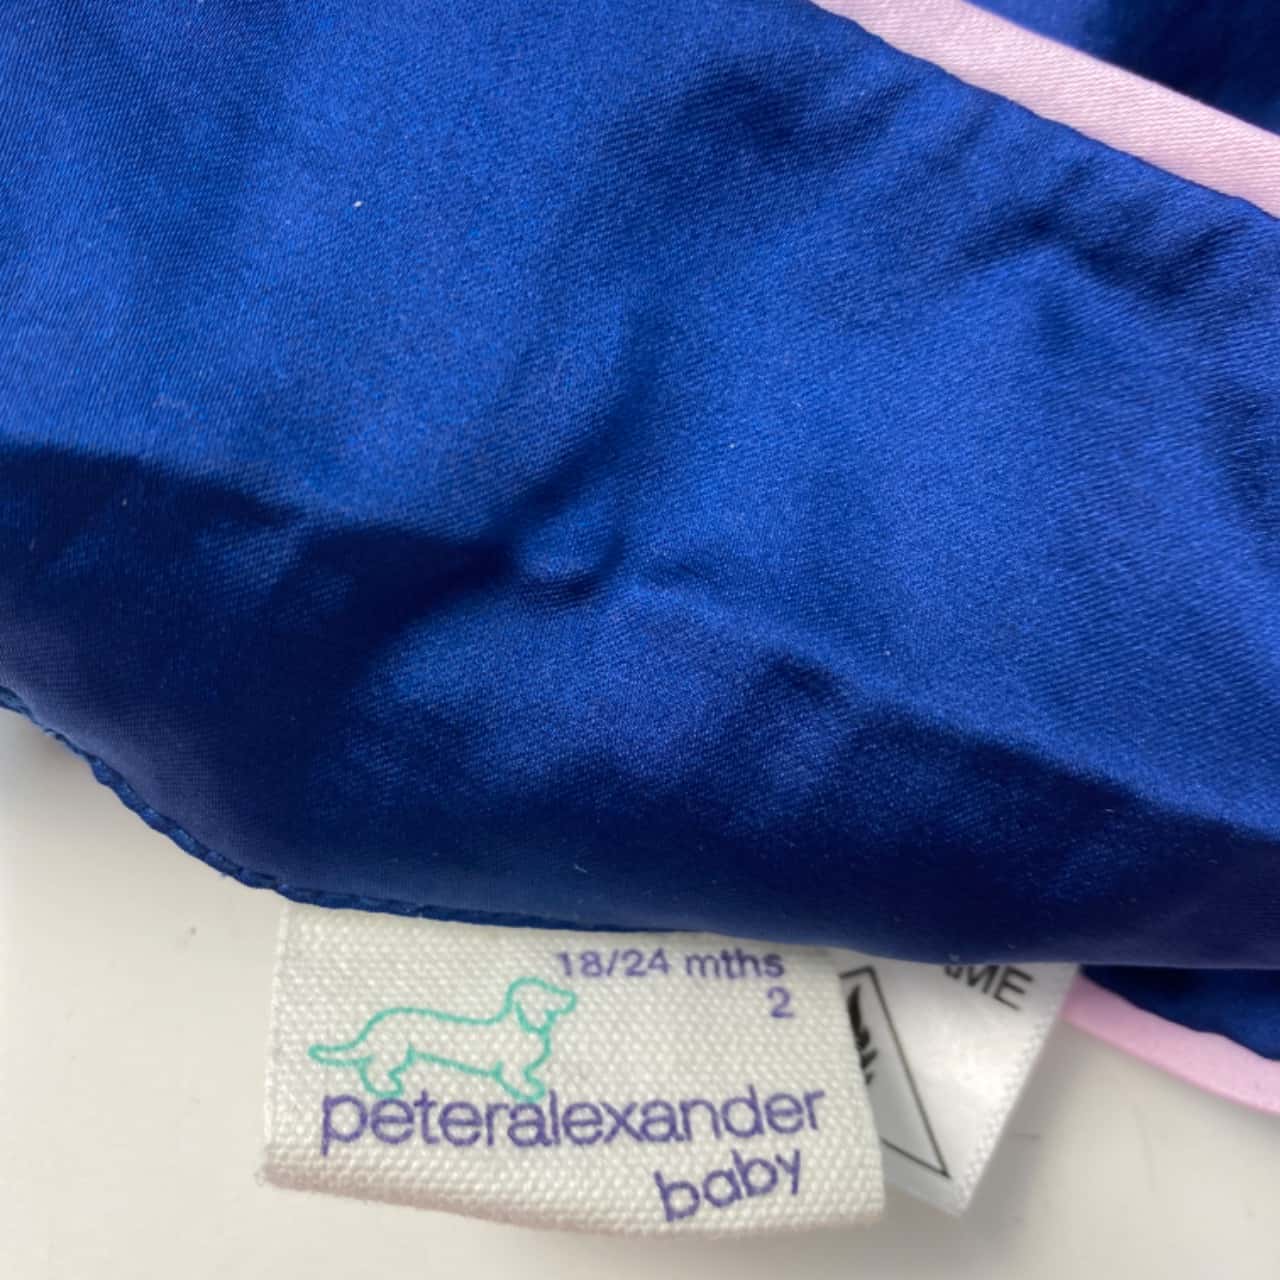 18/24 mths
2
peteralexander
baby